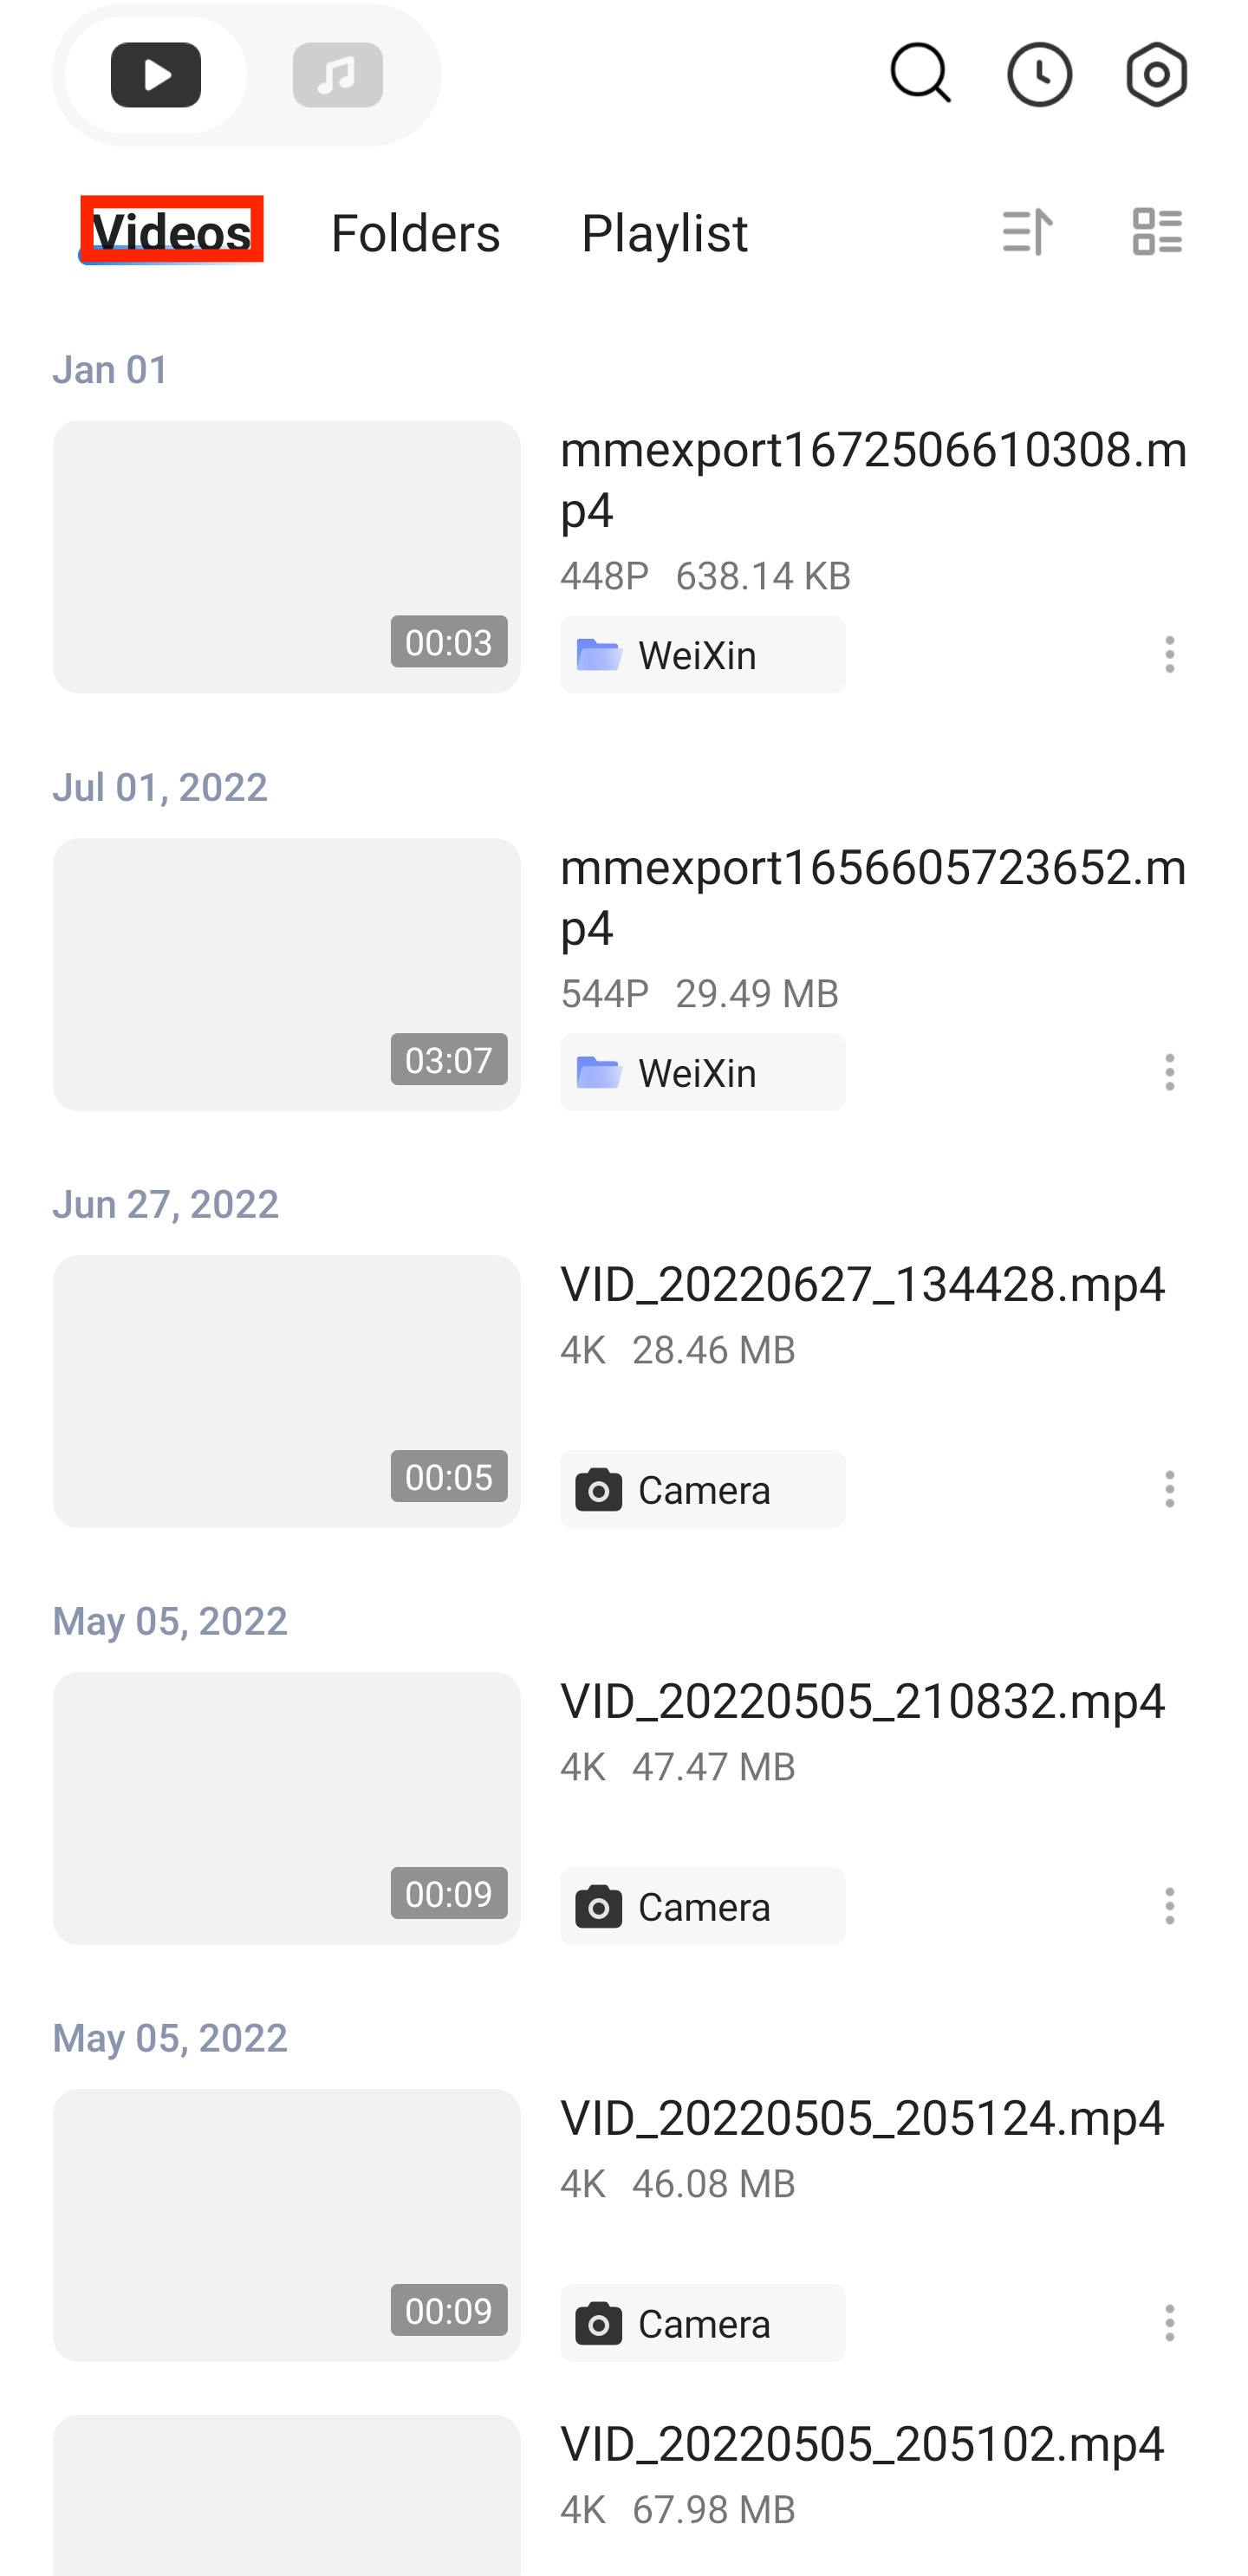 Videos Folders Playlist
Jan 01
mmexport1672506610308.m
p4
448P 638.14 KB
00:03
WeiXin
Jul 01, 2022
mmexport1656605723652.m
p4
544P 29.49 MB
03:07
WeiXin
Jun 27, 2022
VID_20220627_134428.mp4
4K 28.46 MB
00:05
Camera
May 05, 2022
VID_20220505_210832.mp4
4K 47.47 MB
00:09
Camera
May 05, 2022
VID_20220505_205124.mp4
4K 46.08 MB
00:09
Camera
VID_20220505_205102.mp4
4K 67.98 MB